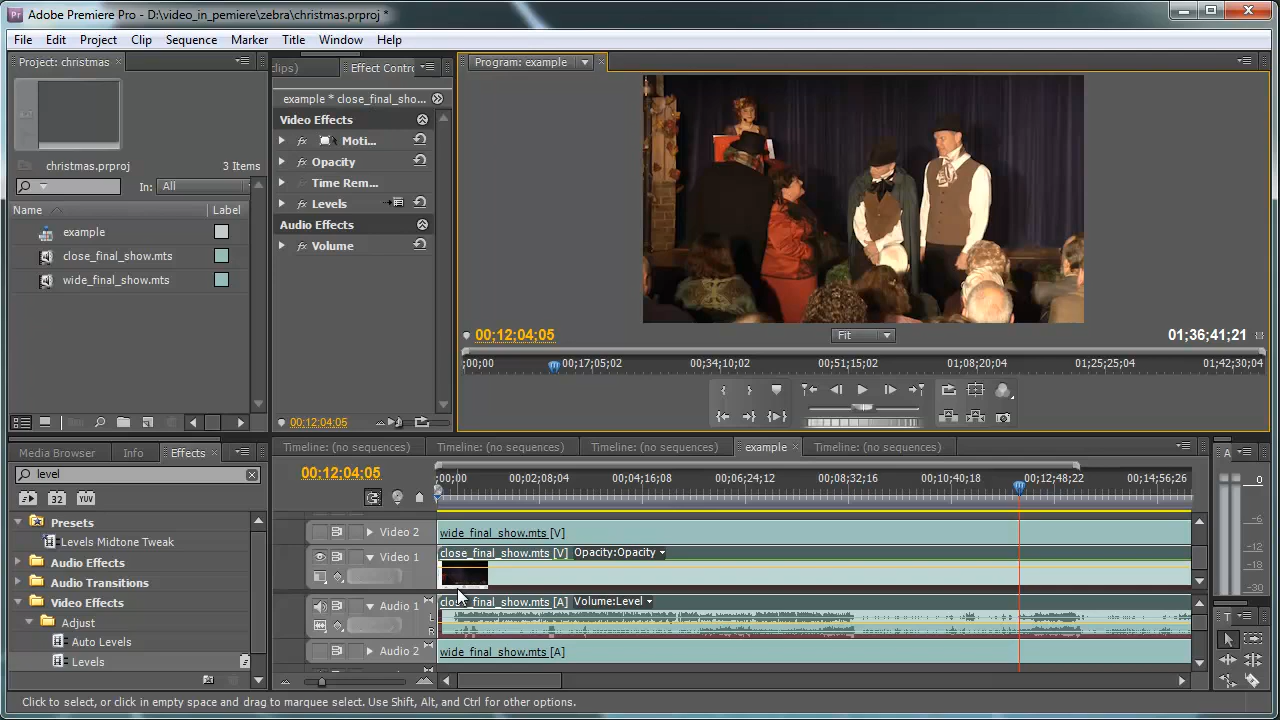 Adobe Premiere Pro - D:\video_in_pemiere\zebra\christmas.prproj *
File Edit Project Clip Sequence Marker Title Window Help
Project: christmas
christmas.prproj
3 Items
In: All
Name Label
example
close_final_show.mts
wide_final_show.mts
clips) Effect Contro
example * close_final_sho...
Video Effects
Moti...
Opacity
Time Rem...
Levels
Audio Effects
Volume
00;12;04;05
Program: example
00;12;04;05 Fit 01;36;41;21
;00;00 00;17;05;02 00;34;10;02 00;51;15;02 01;08;20;04 01;25;25;04 01;42;30;04
Media Browser Info Effects
level
32 YUV
Presets
Levels Midtone Tweak
Audio Effects
Audio Transitions
Video Effects
Adjust
Auto Levels
Levels
Timeline: (no sequences) Timeline: (no sequences) Timeline: (no sequences) example Timeline: (no sequences)
00;12;04;05
;00;00 00;02;08;04 00;04;16;08 00;06;24;12 00;08;32;16 00;10;40;18 00;12;48;22 00;14;56;26
Video 2 wide_final_show.mts [V]
Video 1 close_final_show.mts [V] Opacity:Opacity
Audio 1 close_final_show.mts [A] Volume:Level
L
R
Audio 2 wide_final_show.mts [A]
A
0
-6
-12
-18
T
Click to select, or click in empty space and drag to marquee select. Use Shift, Alt, and Ctrl for other options.